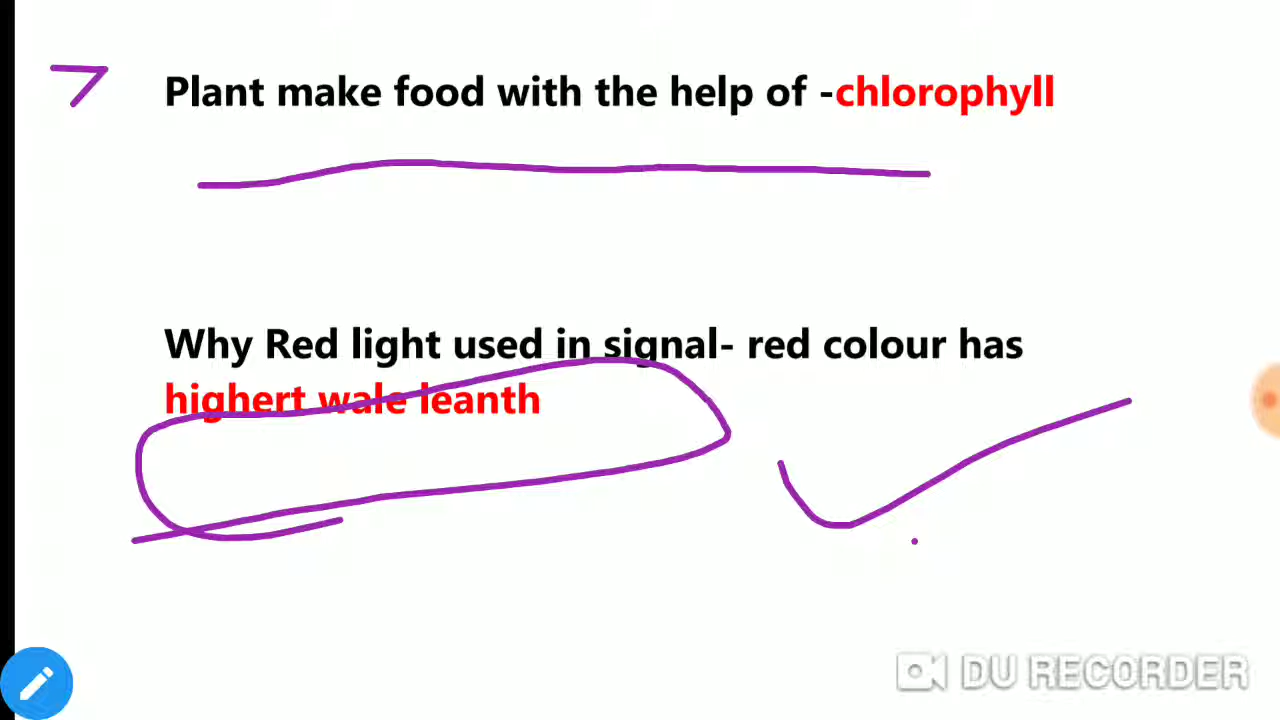 Plant make food with the help of -chlorophyll
Why Red light used in signal- red colour has
highert wale leanth
DU RECORDER